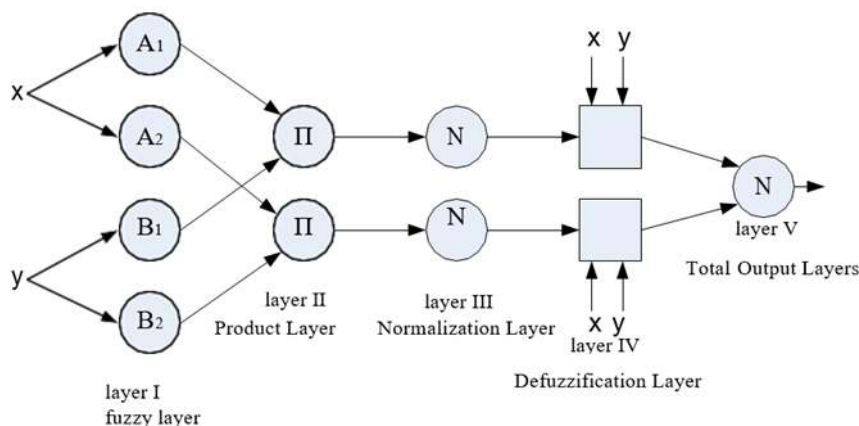 x
y
A1
A2
B1
B2
layer I
fuzzy layer
Π
Π
layer II
Product Layer
N
N
layer III
Normalization Layer
x y
x y
layer IV
Defuzzification Layer
N
layer V
Total Output Layers